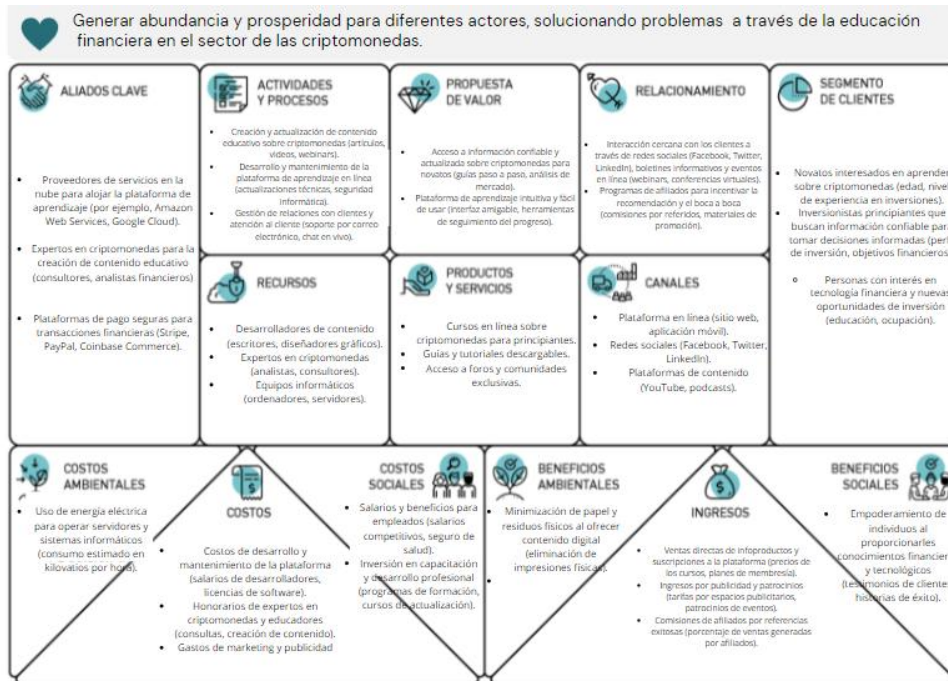 Generar abundancia y prosperidad para diferentes actores, solucionando problemas a través de la educación
financiera en el sector de las criptomonedas.
ALIADOS CLAVE
Proveedores de servicios en la
nube para alojar la plataforma de
aprendizaje (por ejemplo, Amazon
Web Services, Google Cloud).
Expertos en criptomonedas para la
creación de contenido educativo
(consultores, analistas financieros)
Plataformas de pago seguras para
transacciones financieras (Stripe,
PayPal, Coinbase Commerce).
ACTIVIDADES
Y PROCESOS
Creación y actualización de contenido
educativo sobre criptomonedas (artículos,
videos, webinars).
Desarrollo y mantenimiento de la
plataforma de aprendizaje en línea
(actualizaciones técnicas, seguridad
informática).
Gestión de relaciones con clientes y
atención al cliente (soporte por correo
electrónico, chat en vivo).
PROPUESTA
DE VALOR
Acceso a información confiable y
actualizada sobre criptomonedas para
novatos (guías paso a paso, análisis de
mercado).
Plataforma de aprendizaje intuitiva y fácil
de usar (interfaz amigable, herramientas
de seguimiento del progreso).
RELACIONAMIENTO
Interacción cercana con los clientes a
través de redes sociales (Facebook, Twitter,
LinkedIn), boletines informativos y eventos
en línea (webinars, conferencias virtuales).
Programas de afiliados para incentivar la
recomendación y el boca a boca
(comisiones por referidos, materiales de
promoción).
SEGMENTO
DE CLIENTES
Novatos interesados en aprender
sobre criptomonedas (edad, nivel
de experiencia en inversiones).
Inversionistas principiantes que
buscan información confiable para
tomar decisiones informadas (perfil
de inversión, objetivos financieros
Personas con interés en
tecnología financiera y nuevas
oportunidades de inversión
(educación, ocupación).
RECURSOS
Desarrolladores de contenido
(escritores, diseñadores gráficos).
Expertos en criptomonedas
(analistas, consultores).
Equipos informáticos
(ordenadores, servidores).
PRODUCTOS
Y SERVICIOS
Cursos en línea sobre
criptomonedas para principiantes.
Guías y tutoriales descargables.
Acceso a foros y comunidades
exclusivas.
CANALES
Plataforma en línea (sitio web,
aplicación móvil).
Redes sociales (Facebook, Twitter,
LinkedIn).
Plataformas de contenido
(YouTube, podcasts).
COSTOS
AMBIENTALES
Uso de energía eléctrica
para operar servidores y
sistemas informáticos
(consumo estimado en
kilovatios por hora).
COSTOS
Costos de desarrollo y
mantenimiento de la plataforma
(salarios de desarrolladores,
licencias de software).
Honorarios de expertos en
criptomonedas y educadores
(consultas, creación de contenido).
Gastos de marketing y publicidad
COSTOS
SOCIALES
Salarios y beneficios para
empleados (salarios
competitivos, seguro de
salud).
Inversión en capacitación
y desarrollo profesional
(programas de formación,
cursos de actualización).
BENEFICIOS
AMBIENTALES
Minimización de papel y
residuos físicos al ofrecer
contenido digital
(eliminación de
impresiones físicas).
INGRESOS
Ventas directas de infoproductos y
suscripciones a la plataforma (precios de
los cursos, planes de membresía).
Ingresos por publicidad y patrocinios
(tarifas por espacios publicitarios,
patrocinios de eventos).
Comisiones de afiliados por referencias
exitosas (porcentaje de ventas generadas
por afiliados).
BENEFICIOS
SOCIALES
Empoderamiento de
individuos al
proporcionarles
conocimientos financieros
y tecnológicos
(testimonios de clientes
historias de éxito).